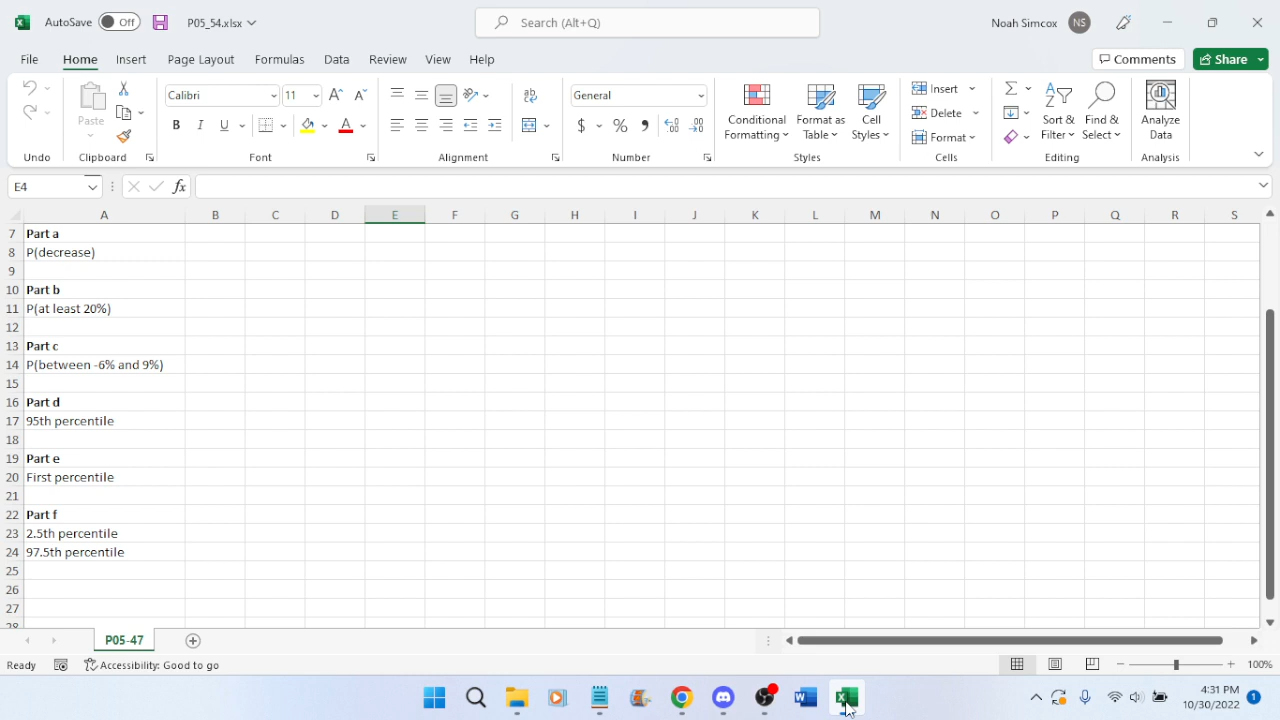 AutoSave Off P05_54.xlsx Search (Alt+Q) Noah Simcox NS
File Home Insert Page Layout Formulas Data Review View Help Comments Share
Paste Calibri 11 A^ A˅ ab General Conditional Formatting Format as Table Cell Styles Insert Delete Format Sort & Filter Find & Select Analyze Data
B I U A $ % 9
Undo Clipboard Font Alignment Number Styles Cells Editing Analysis
E4 fx
A B C D E F G H I J K L M N O P Q R S
7 Part a
8 P(decrease)
9
10 Part b
11 P(at least 20%)
12
13 Part c
14 P(between -6% and 9%)
15
16 Part d
17 95th percentile
18
19 Part e
20 First percentile
21
22 Part f
23 2.5th percentile
24 97.5th percentile
25
26
27
28
P05-47
Ready Accessibility: Good to go 100%
4:31 PM
10/30/2022 1